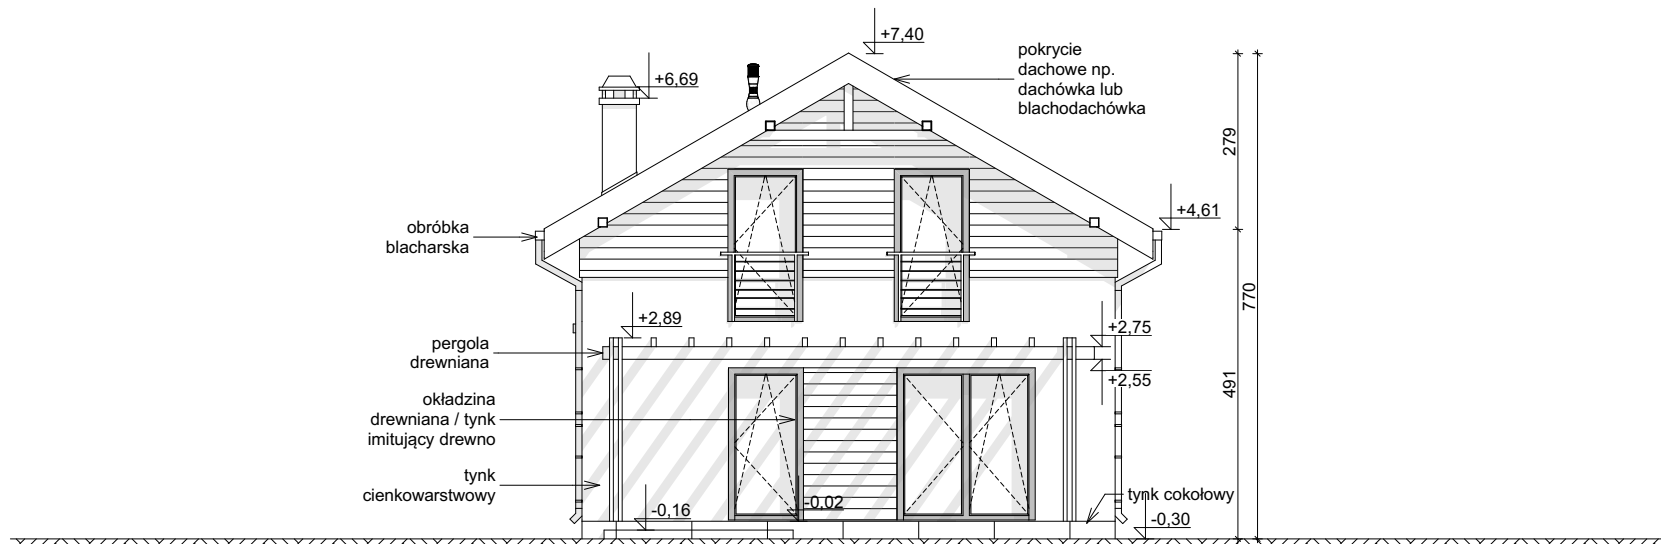 +7,40
pokrycie
dachowe np.
dachówka lub
blachodachówka
+6,69
279
+4,61
obróbka
blacharska
770
+2,89
+2,75
pergola
drewniana
+2,55
491
okładzina
drewniana / tynk
imitujący drewno
tynk
cienkowarstwowy
tynk cokołowy
-0,02
-0,16
-0,30